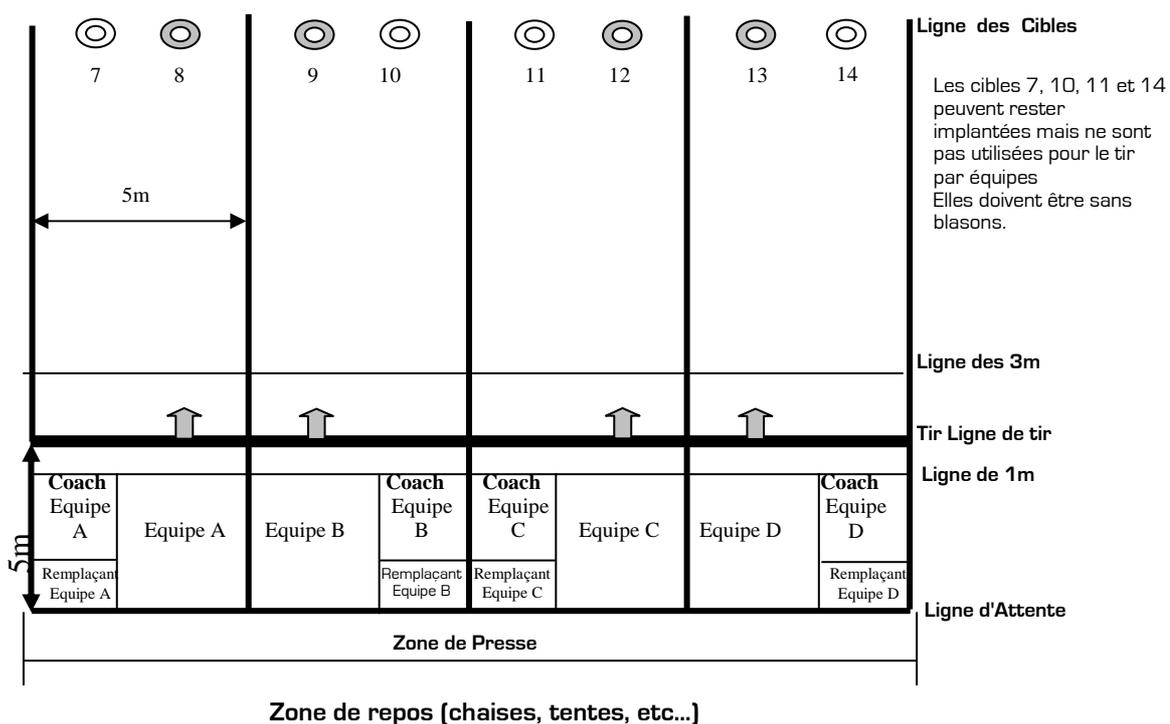 Ligne des Cibles
7 8 9 10 11 12 13 14
Les cibles 7, 10, 11 et 14
peuvent rester
implantées mais ne sont
pas utilisées pour le tir
par équipes
Elles doivent être sans
blasons.
5m
Ligne des 3m
Tir Ligne de tir
Ligne de 1m
5m
Coach
Equipe
A
Remplaçant
Equipe A
Equipe A
Equipe B
Coach
Equipe
B
Remplaçant
Equipe B
Coach
Equipe
C
Remplaçant
Equipe C
Equipe C
Equipe D
Coach
Equipe
D
Remplaçant
Equipe D
Ligne d'Attente
Zone de Presse
Zone de repos (chaises, tentes, etc...)